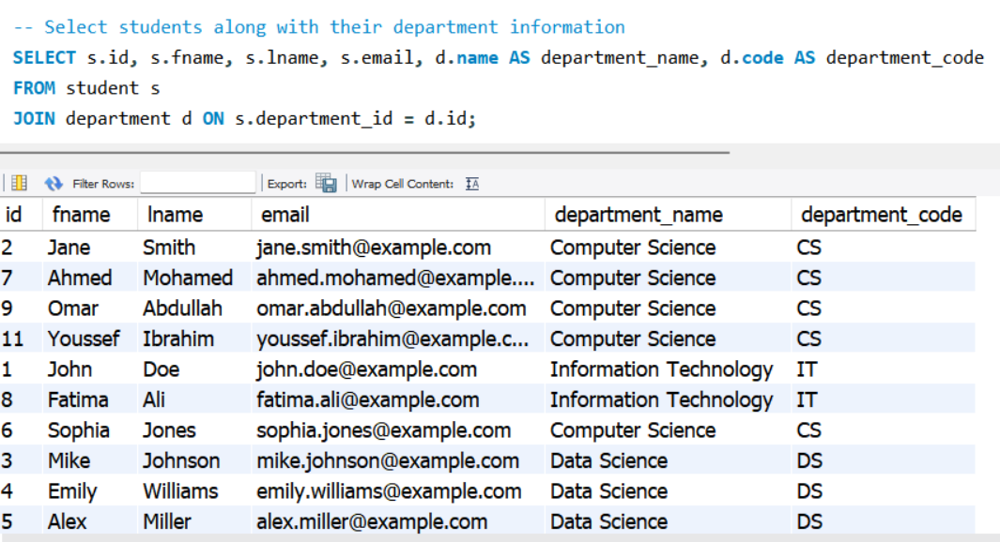 -- Select students along with their department information
SELECT s.id, s.fname, s.lname, s.email, d.name AS department_name, d.code AS department_code
FROM student s
JOIN department d ON s.department_id = d.id;
Filter Rows: Export: Wrap Cell Content: IA
id fname lname email department_name department_code
2 Jane Smith jane.smith@example.com Computer Science CS
7 Ahmed Mohamed ahmed.mohamed@example.... Computer Science CS
9 Omar Abdullah omar.abdullah@example.com Computer Science CS
11 Youssef Ibrahim youssef.ibrahim@example.c... Computer Science CS
1 John Doe john.doe@example.com Information Technology IT
8 Fatima Ali fatima.ali@example.com Information Technology IT
6 Sophia Jones sophia.jones@example.com Computer Science CS
3 Mike Johnson mike.johnson@example.com Data Science DS
4 Emily Williams emily.williams@example.com Data Science DS
5 Alex Miller alex.miller@example.com Data Science DS